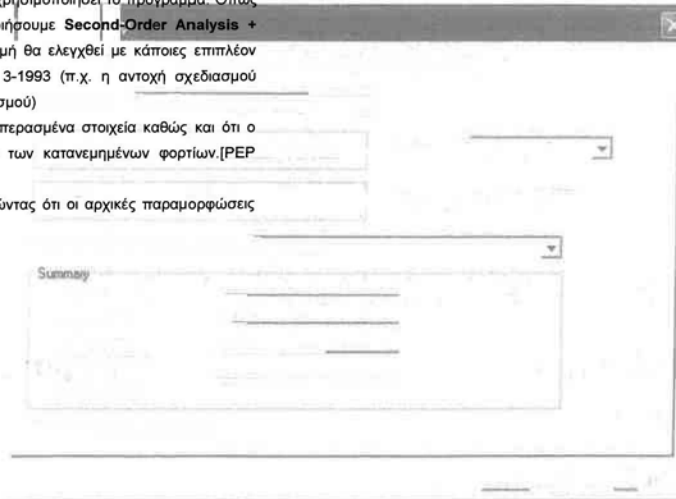 χρησιμοποιήσει το πρόγραμμα. Όπως
ιήσουμε Second-Order Analysis +
μή θα ελεγχθεί με κάποιες επιπλέον
3-1993 (π.χ. η αντοχή σχεδιασμού
σμού)
περασμένα στοιχεία καθώς και ότι ο
των κατανεμημένων φορτίων.[PEP
ώντας ότι οι αρχικές παραμορφώσεις
Summary